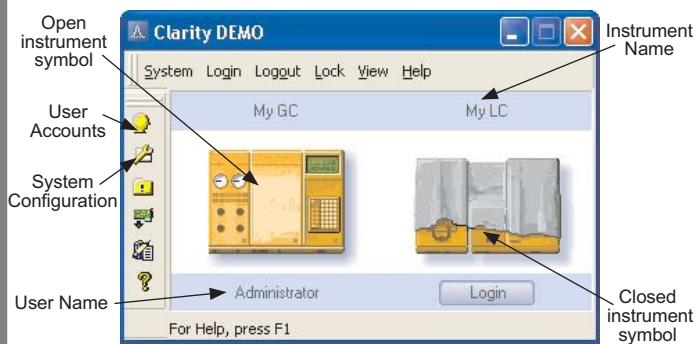 Open
instrument
symbol
Clarity DEMO
Instrument
Name
System Login Logout Lock View Help
User
Accounts
My GC My LC
System
Configuration
User Name
Administrator Login
Closed
instrument
symbol
For Help, press F1